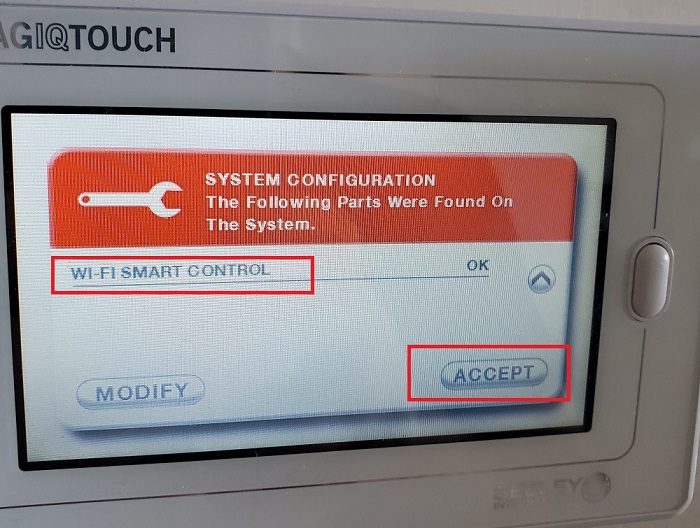 AGIQTOUCH
SYSTEM CONFIGURATION
The Following Parts Were Found On
The System.
WI-FI SMART CONTROL OK
MODIFY ACCEPT
SEELEY